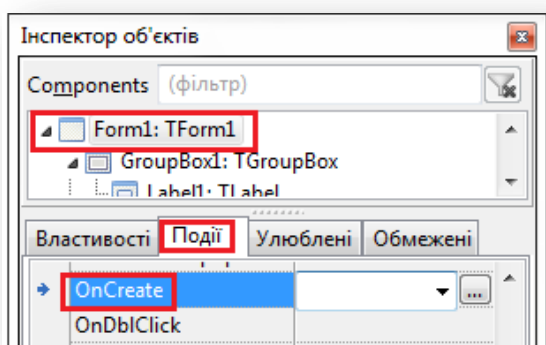 Інспектор об'єктів
Components (фільтр)
Form1: TForm1
GroupBox1: TGroupBox
Label1: TLabel
Властивості Події Улюблені Обмежені
OnCreate
OnDblClick